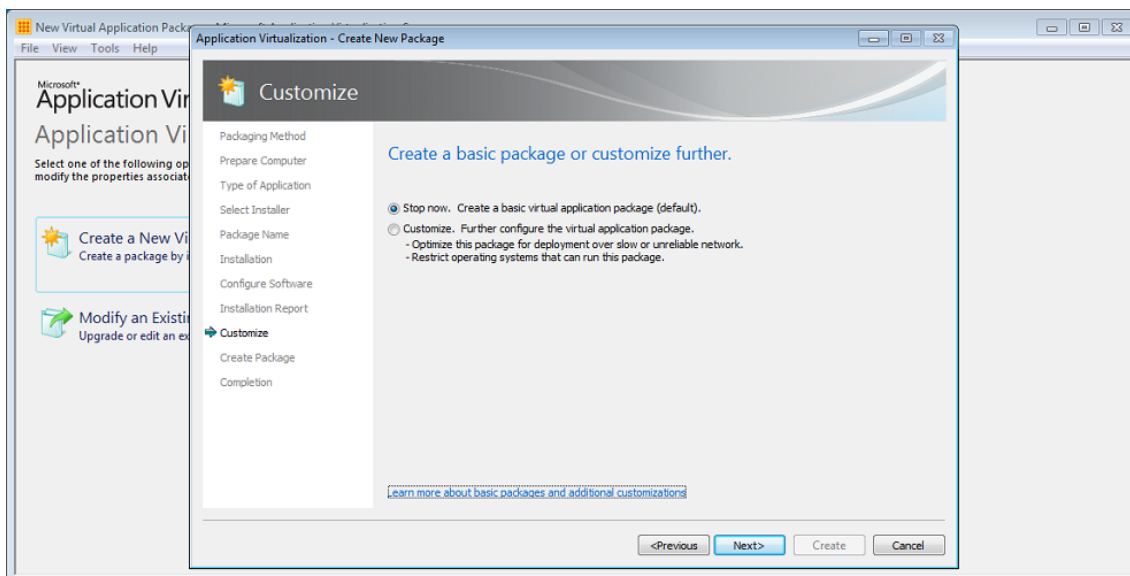 New Virtual Application Packa
File View Tools Help
Application Virtualization - Create New Package
Microsoft
Application Vir
Application Vi
Select one of the following op
modify the properties associat
Create a New Vi
Create a package by i
Modify an Existi
Upgrade or edit an ex
Customize
Packaging Method
Prepare Computer
Type of Application
Select Installer
Package Name
Installation
Configure Software
Installation Report
Customize
Create Package
Completion
Create a basic package or customize further.
Stop now. Create a basic virtual application package (default).
Customize. Further configure the virtual application package.
- Optimize this package for deployment over slow or unreliable network.
- Restrict operating systems that can run this package.
Learn more about basic packages and additional customizations
<Previous Next> Create Cancel